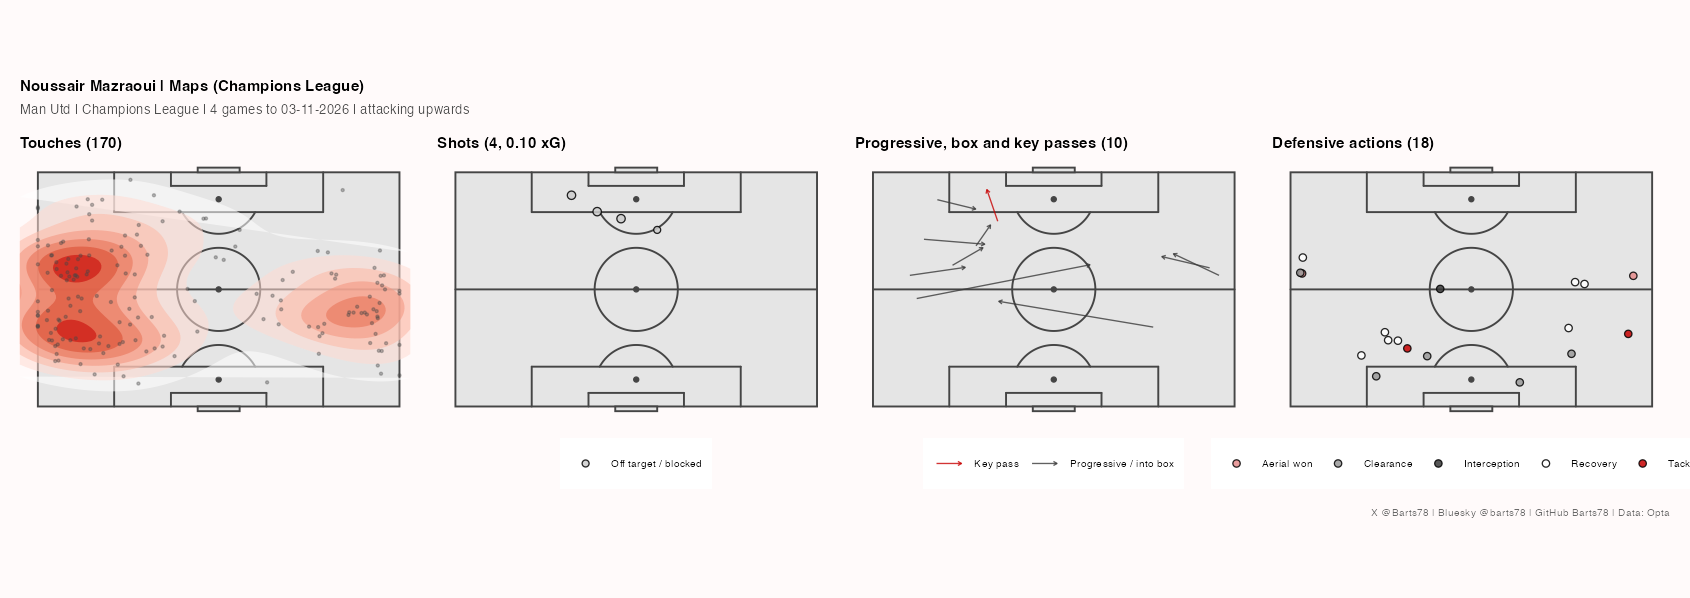 Noussair Mazraoui | Maps (Champions League)
Man Utd | Champions League | 4 games to 03-11-2026 | attacking upwards
Touches (170)
Shots (4, 0.10 xG)
Progressive, box and key passes (10)
Defensive actions (18)
Off target / blocked
Key pass
Progressive / into box
Aerial won
Clearance
Interception
Recovery
Tack
X @Barts78 | Bluesky @barts78 | GitHub Barts78 | Data: Opta